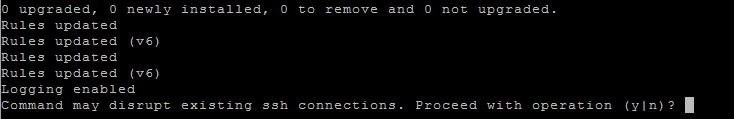 0 upgraded, 0 newly installed, 0 to remove and 0 not upgraded.
Rules updated
Rules updated (v6)
Rules updated
Rules updated (v6)
Logging enabled
Command may disrupt existing ssh connections. Proceed with operation (y|n)?